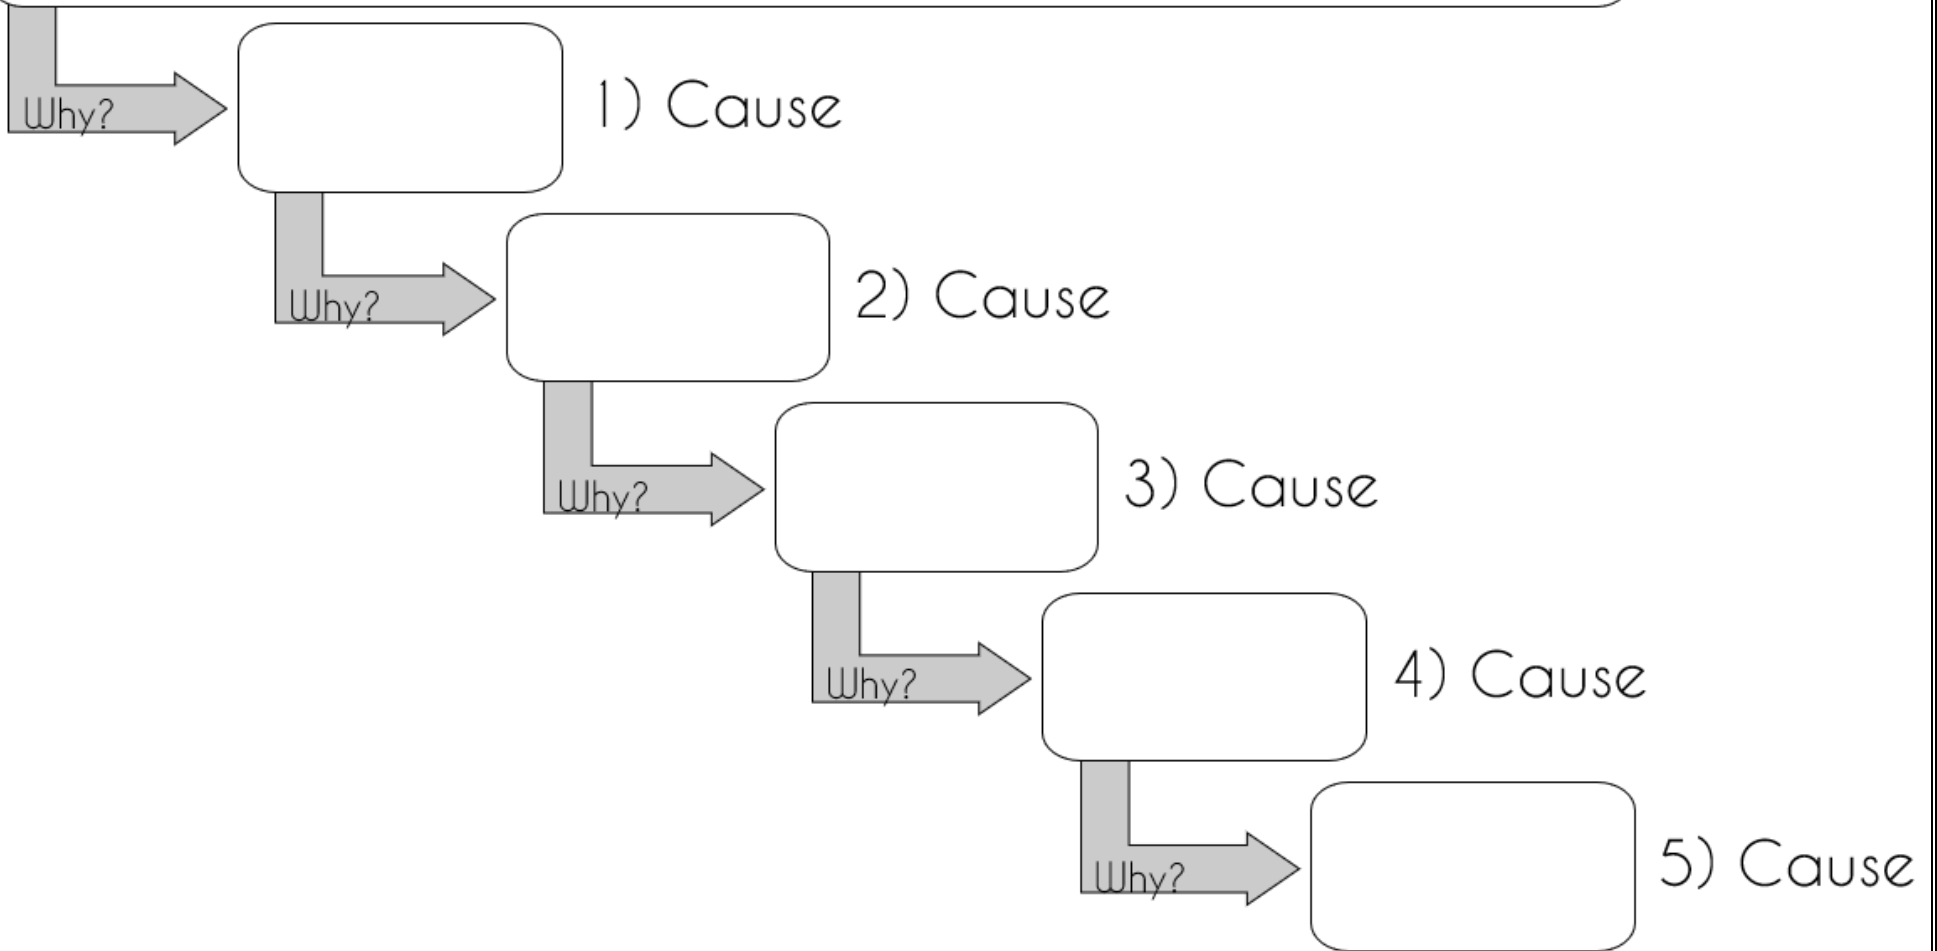 Why?
1) Cause
Why?
2) Cause
Why?
3) Cause
Why?
4) Cause
Why?
5) Cause